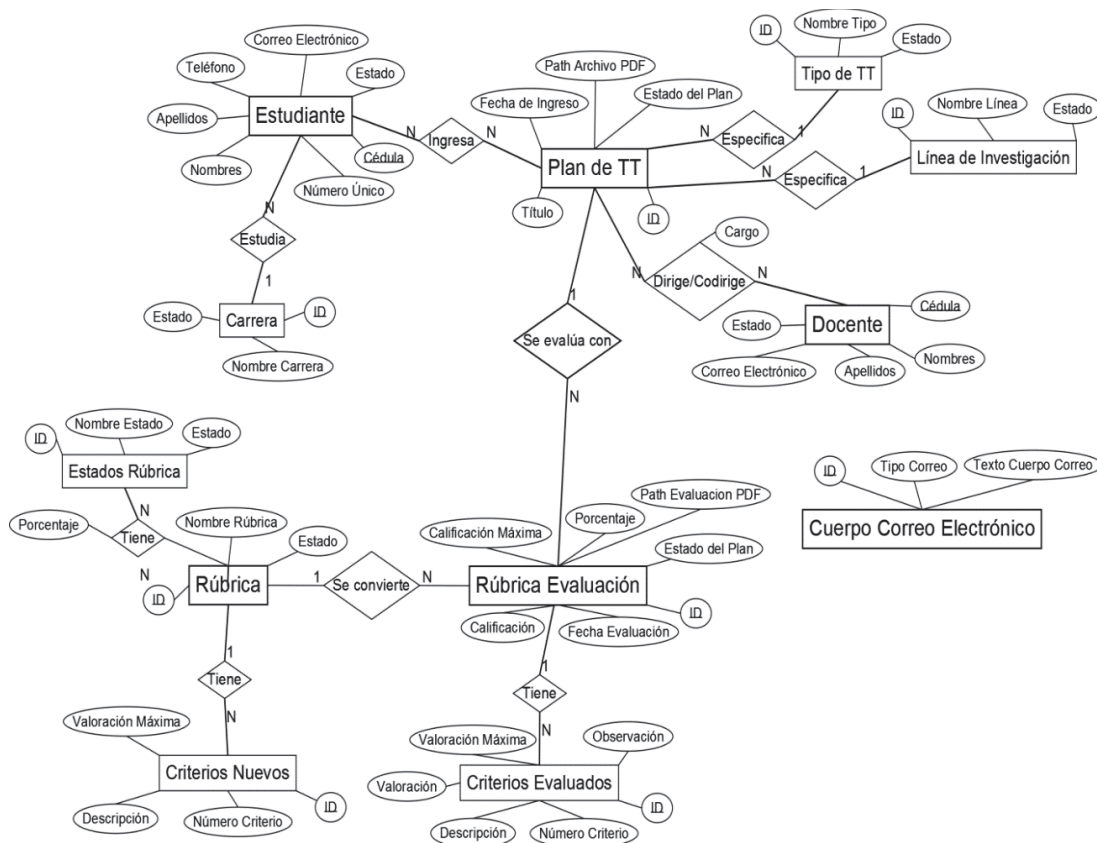 ID
Nombre Tipo
Estado
Tipo de TT
Correo Electrónico
Teléfono
Estado
Apellidos
Estudiante
Nombres
Cédula
Número Único
N
Ingresa
N
Path Archivo PDF
Fecha de Ingreso
Estado del Plan
Plan de TT
Título
ID
N
Especifica
1
N
Especifica
1
ID
Nombre Línea
Estado
Línea de Investigación
N
Estudia
1
Estado
Carrera
ID
Nombre Carrera
Cargo
N
Dirige/Codirige
N
Cédula
Estado
Docente
Nombres
Correo Electrónico
Apellidos
1
Se evalúa con
N
ID
Nombre Estado
Estado
Estados Rúbrica
N
Porcentaje
Tiene
N
Nombre Rúbrica
Estado
ID
Rúbrica
1
Se convierte
N
Path Evaluacion PDF
Porcentaje
Calificación Máxima
Estado del Plan
Rúbrica Evaluación
ID
Calificación
Fecha Evaluación
ID
Tipo Correo
Texto Cuerpo Correo
Cuerpo Correo Electrónico
1
Tiene
N
Valoración Máxima
Criterios Nuevos
ID
Descripción
Número Criterio
1
Tiene
N
Observación
Valoración Máxima
Valoración
Criterios Evaluados
ID
Descripción
Número Criterio